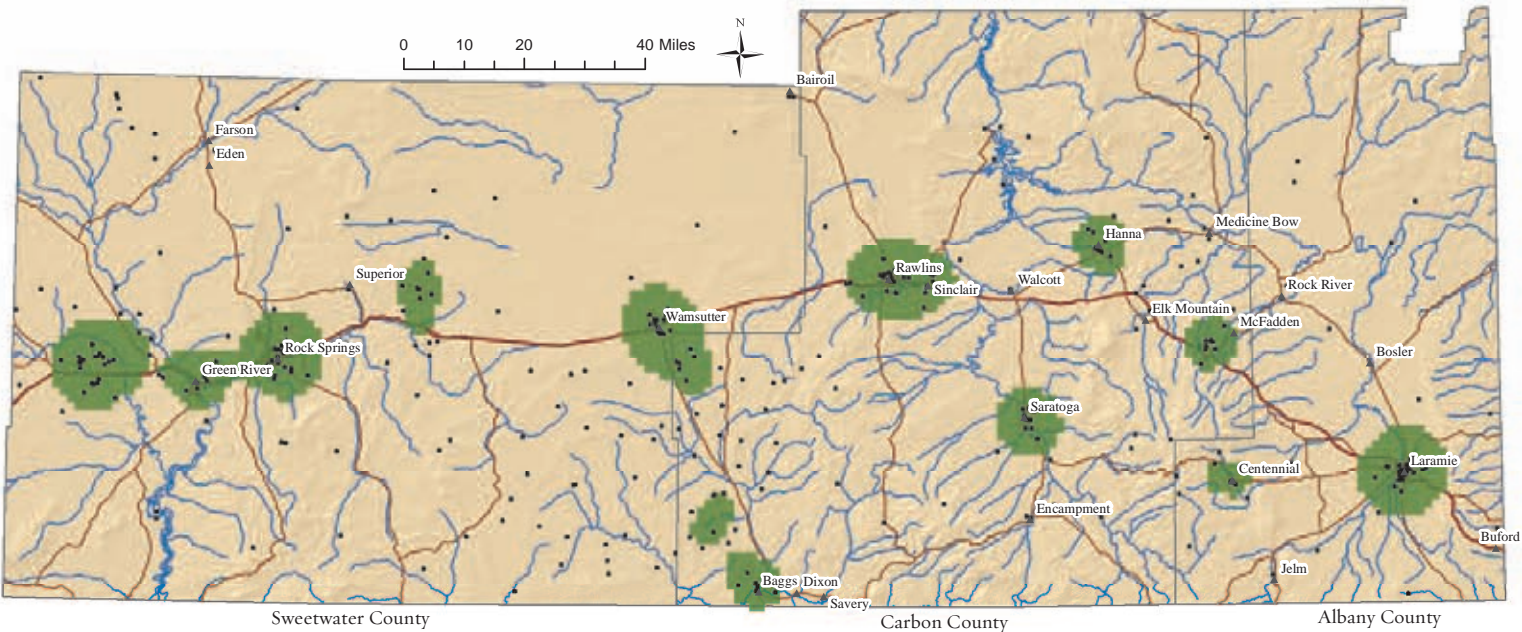 N
0 10 20 40 Miles
Bairoil
Farson
Eden
Medicine Bow
Hanna
Superior
Rawlins
Sinclair
Walcott
Rock River
Wamsutter
Elk Mountain
McFadden
Rock Springs
Green River
Bosler
Saratoga
Centennial
Laramie
Encampment
Buford
Jelm
Baggs Dixon
Savery
Sweetwater County
Carbon County
Albany County